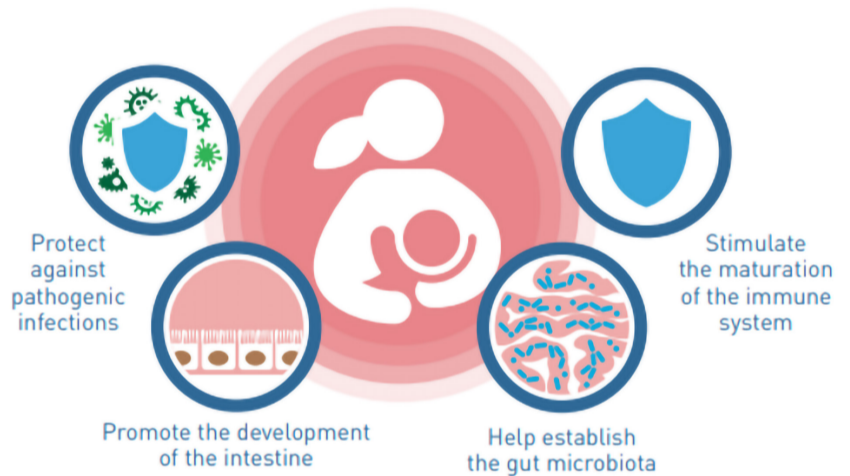 Protect
against
pathogenic
infections
Promote the development
of the intestine
Help establish
the gut microbiota
Stimulate
the maturation
of the immune
system